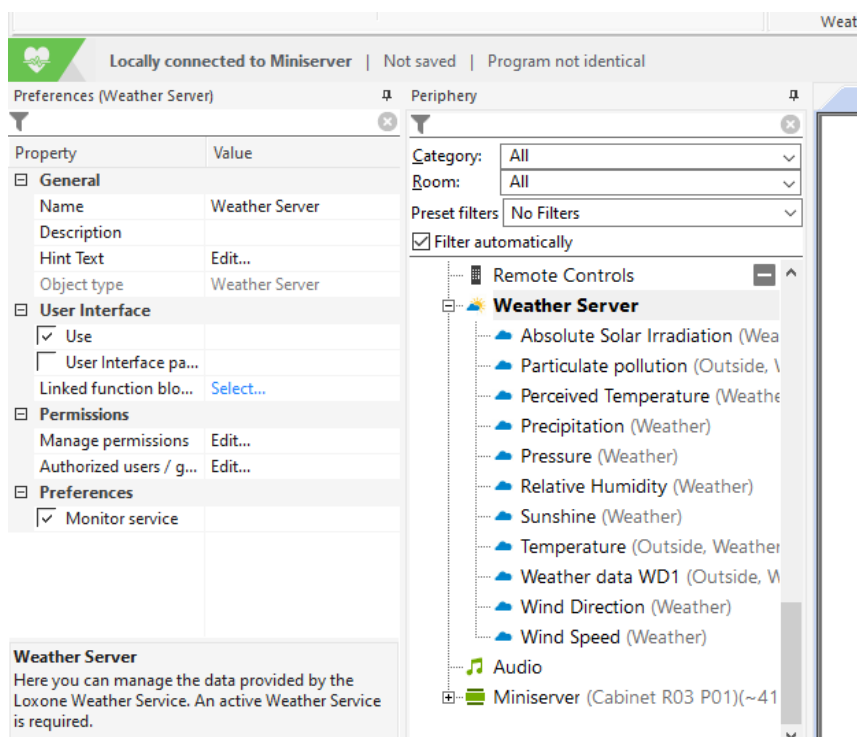 Weat
Locally connected to Miniserver | Not saved | Program not identical
Preferences (Weather Server)
Property Value
General
Name Weather Server
Description
Hint Text Edit...
Object type Weather Server
User Interface
Use
User Interface pa...
Linked function blo... Select...
Permissions
Manage permissions Edit...
Authorized users / g... Edit...
Preferences
Monitor service
Weather Server
Here you can manage the data provided by the
Loxone Weather Service. An active Weather Service
is required.
Periphery
Category: All
Room: All
Preset filters No Filters
Filter automatically
Remote Controls
Weather Server
Absolute Solar Irradiation (Wea
Particulate pollution (Outside, W
Perceived Temperature (Weathe
Precipitation (Weather)
Pressure (Weather)
Relative Humidity (Weather)
Sunshine (Weather)
Temperature (Outside, Weather
Weather data WD1 (Outside, W
Wind Direction (Weather)
Wind Speed (Weather)
Audio
Miniserver (Cabinet R03 P01)(~41